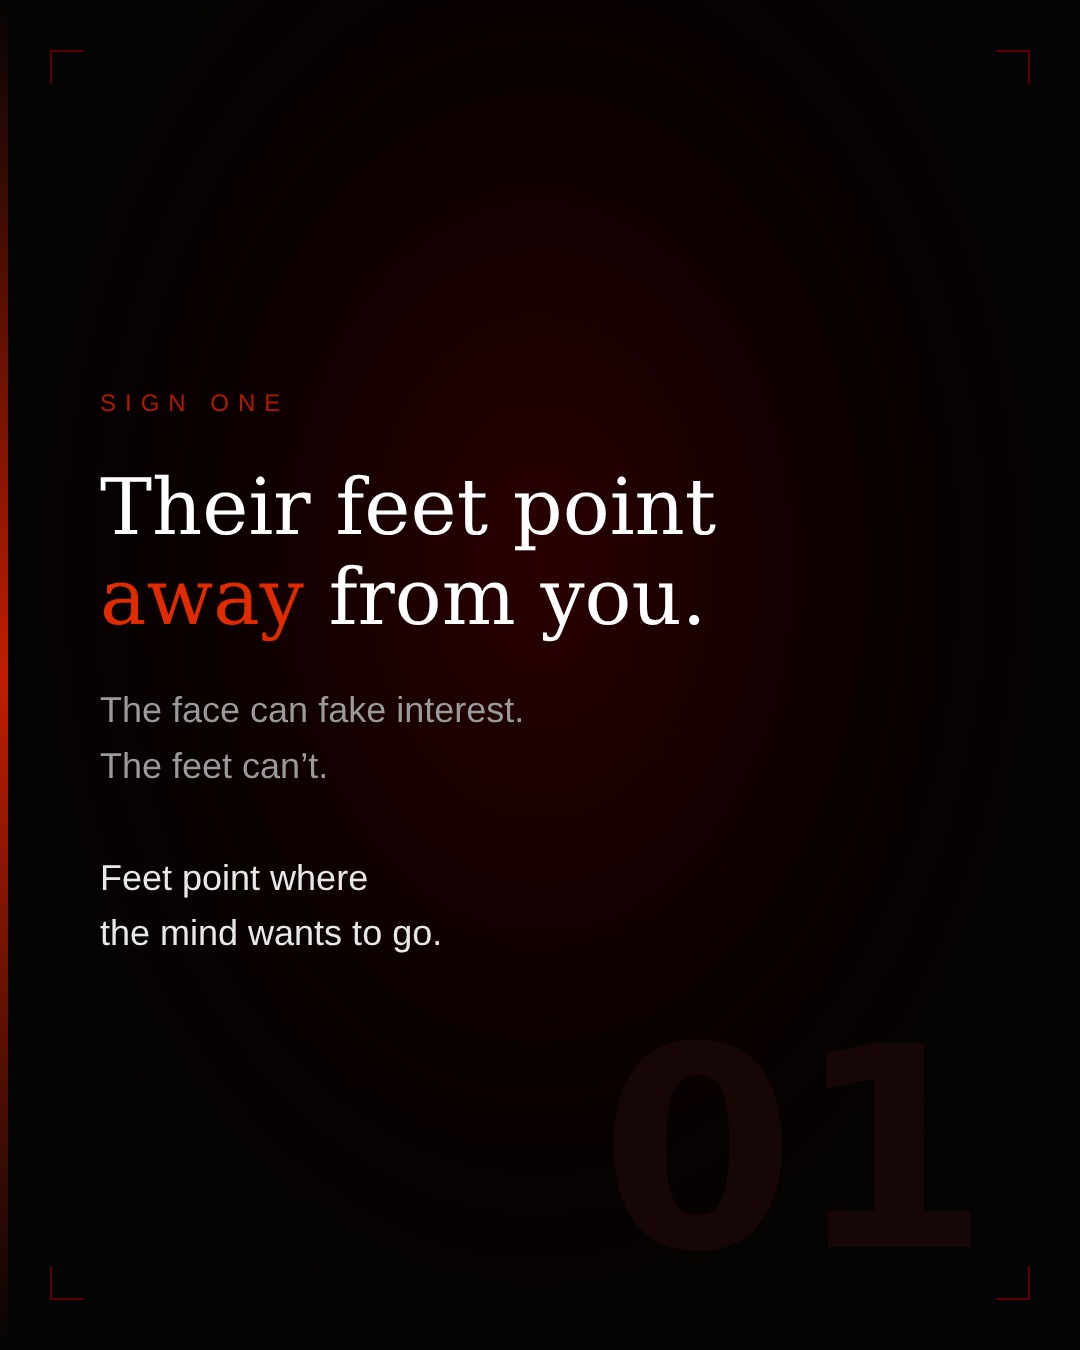 SIGN ONE
Their feet point
away from you.
The face can fake interest.
The feet can’t.
Feet point where
the mind wants to go.
01